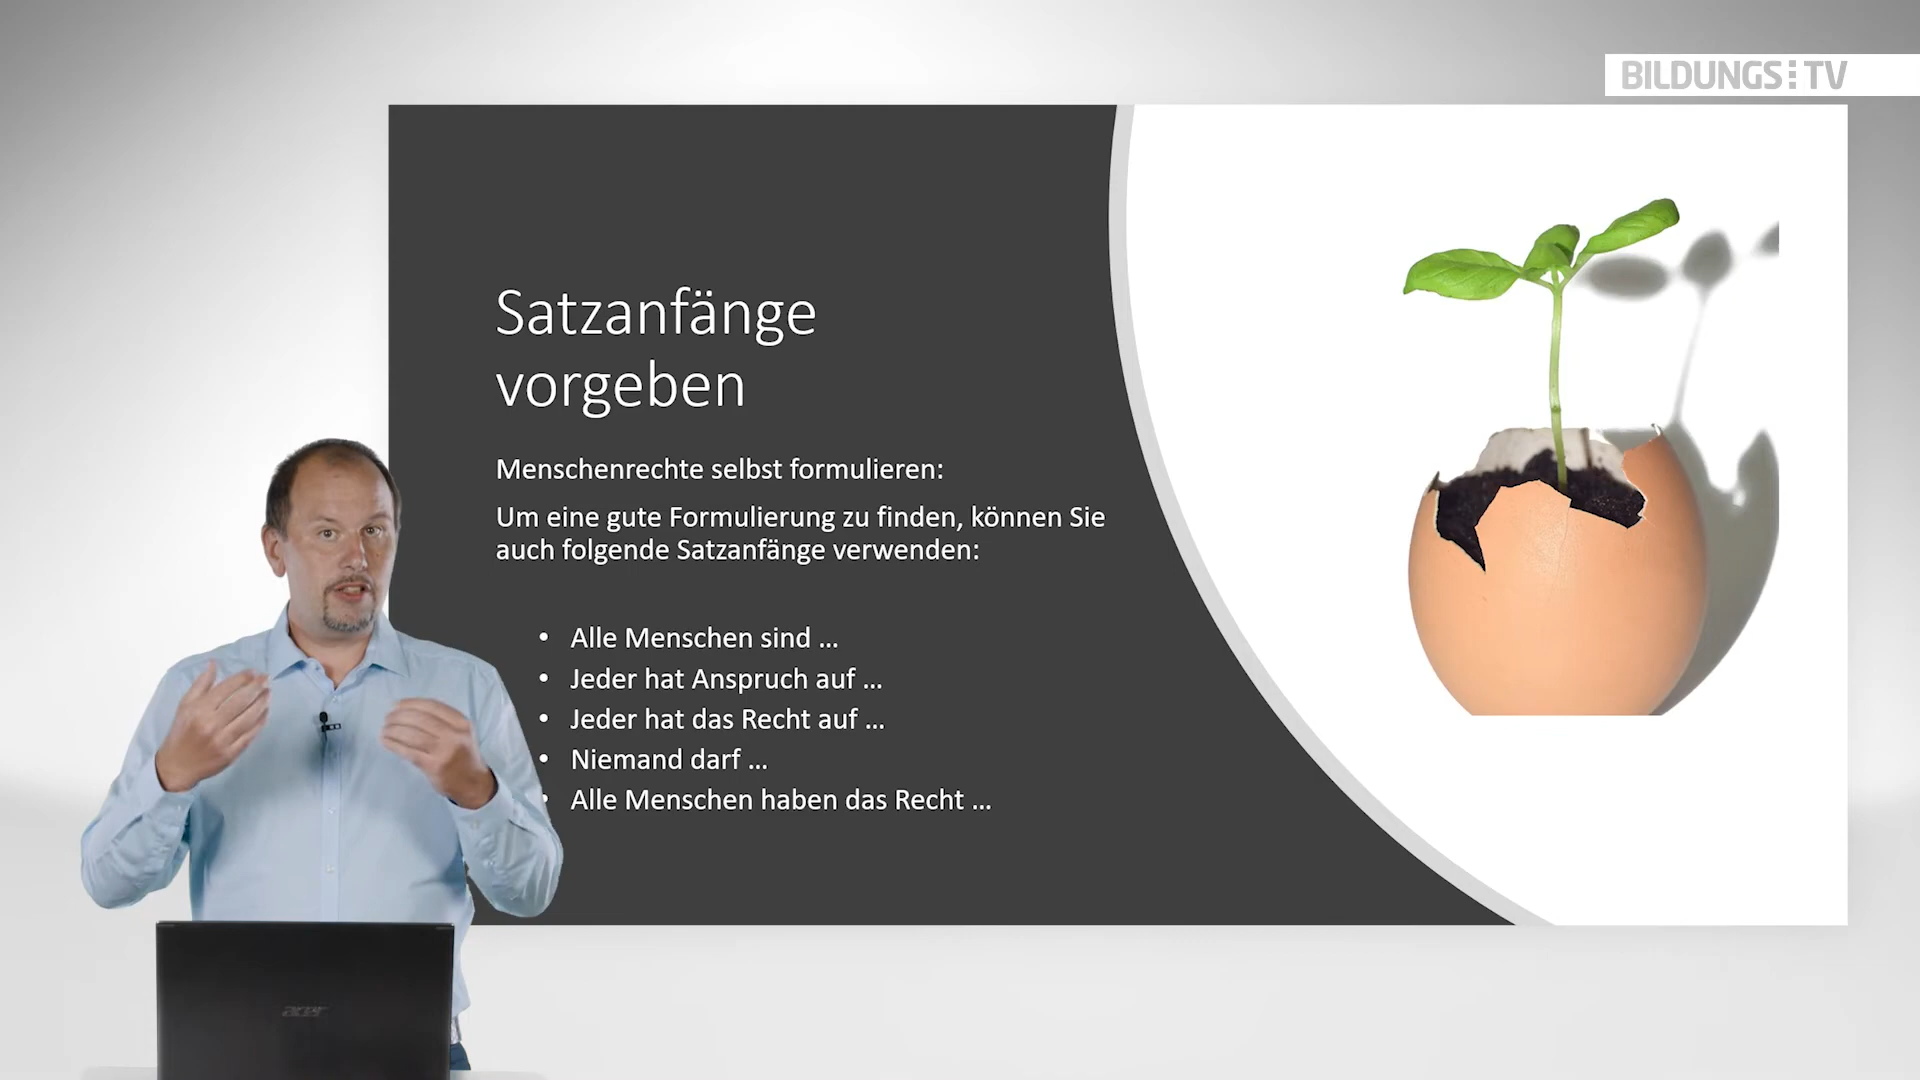 BILDUNGS:TV
Satzanfänge
vorgeben
Menschenrechte selbst formulieren:
Um eine gute Formulierung zu finden, können Sie
auch folgende Satzanfänge verwenden:
• Alle Menschen sind ...
• Jeder hat Anspruch auf ...
• Jeder hat das Recht auf ...
• Niemand darf ...
• Alle Menschen haben das Recht ...
acer